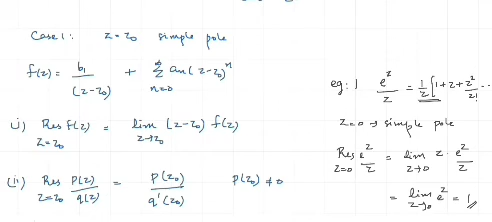 Case 1: z = z₀ simple pole
f(z) = b₁/(z-z₀) + ∞Σn=0 an (z-z₀)ⁿ
i) Res z=z₀ f(z) = lim z→z₀ (z-z₀) f(z)
(ii) Res z=z₀ p(z)/q(z) = p(z₀)/q'(z₀) p(z₀) ≠ 0
eg: 1 e^z/z = 1/z [1+z+z²/2! ...
z=0 → simple pole
Res z=0 e^z/z = lim z→0 z · e^z/z
= lim z→0 e^z = 1